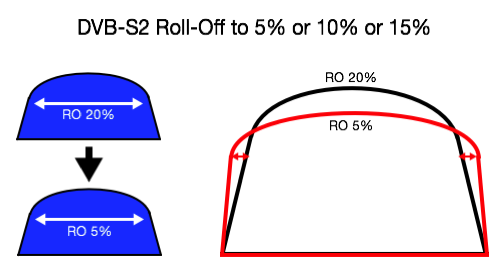 DVB-S2 Roll-Off to 5% or 10% or 15%
RO 20%
RO 5%
RO 20%
RO 5%